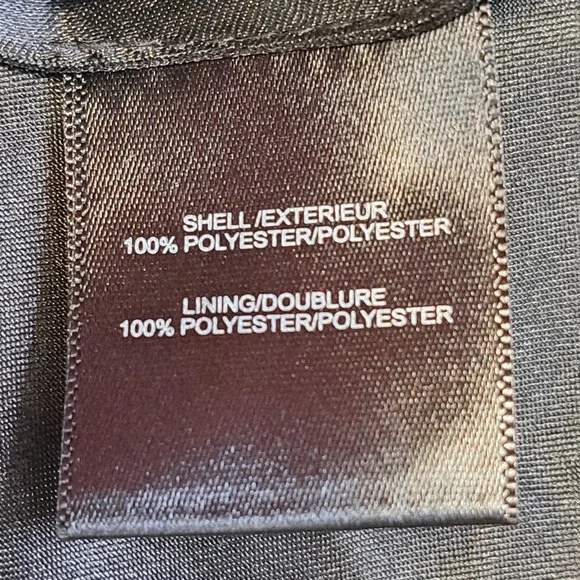 SHELL /EXTERIEUR
100% POLYESTER/POLYESTER
LINING/DOUBLURE
100% POLYESTER/POLYESTER